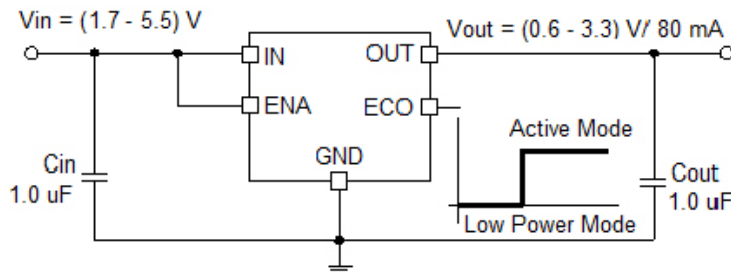 Vin = (1.7 - 5.5) V
Vout = (0.6 - 3.3) V/ 80 mA
IN
OUT
ENA
ECO
GND
Active Mode
Low Power Mode
Cin
1.0 uF
Cout
1.0 uF